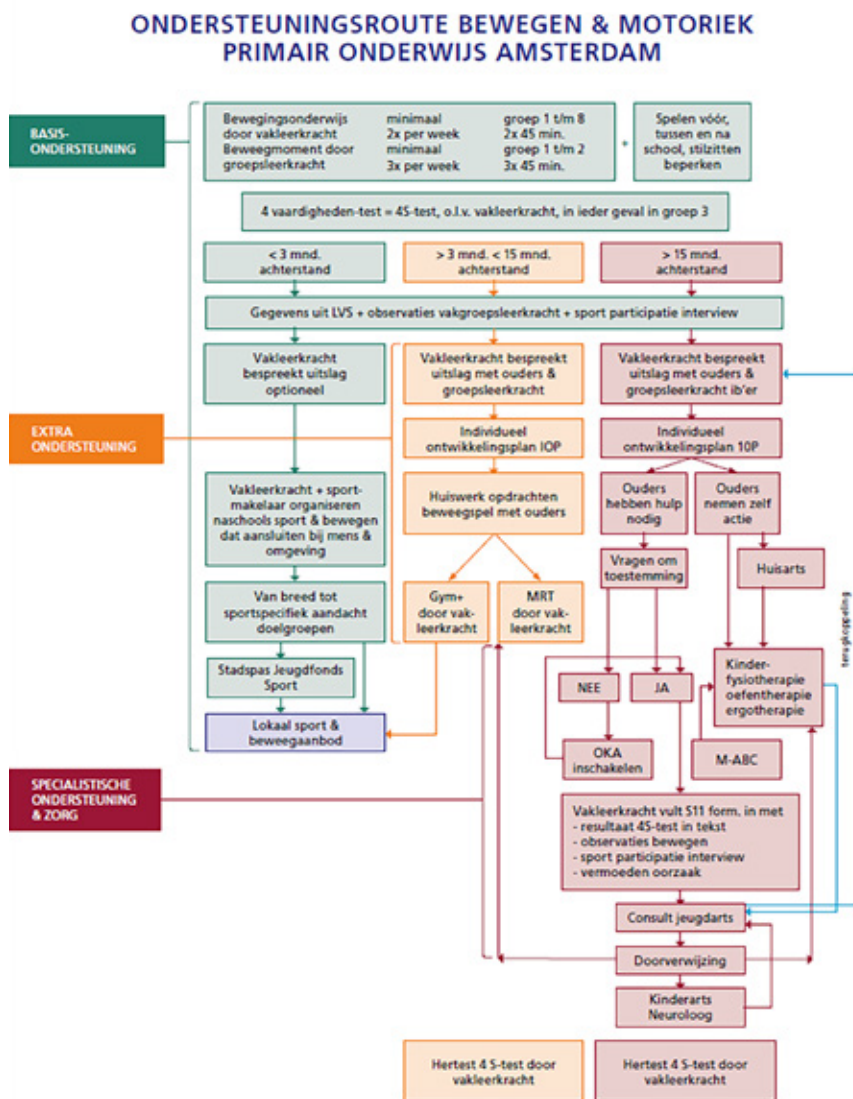 ONDERSTEUNINGSROUTE BEWEGEN & MOTORIEK
PRIMAIR ONDERWIJS AMSTERDAM
BASIS-
ONDERSTEUNING
Bewegingsonderwijs minimaal groep 1 t/m 8
door vakleerkracht 2x per week 2x 45 min.
Beweegmoment door minimaal groep 1 t/m 2
groepsleerkracht 3x per week 3x 45 min.
+
Spelen vóór,
tussen en na
school, stilzitten
beperken
4 vaardigheden-test = 4S-test, o.l.v. vakleerkracht, in ieder geval in groep 3
< 3 mnd.
achterstand
> 3 mnd. < 15 mnd.
achterstand
> 15 mnd.
achterstand
Gegevens uit LVS + observaties vakgroepsleerkracht + sport participatie interview
Vakleerkracht
bespreekt uitslag
optioneel
Vakleerkracht bespreekt
uitslag met ouders &
groepsleerkracht
Vakleerkracht bespreekt
uitslag met ouders &
groepsleerkracht ib'er
EXTRA
ONDERSTEUNING
Individueel
ontwikkelingsplan IOP
Individueel
ontwikkelingsplan 10P
Vakleerkracht + sport-
makelaar organiseren
naschools sport & bewegen
dat aansluiten bij mens &
omgeving
Huiswerk opdrachten
beweegspel met ouders
Ouders
hebben hulp
nodig
Ouders
nemen zelf
actie
Vragen om
toestemming
Huisarts
terugkoppeling
Van breed tot
sportspecifiek aandacht
doelgroepen
Gym+
door vak-
leerkracht
MRT
door vak-
leerkracht
Stadspas Jeugdfonds
Sport
NEE
JA
Kinder-
fysiotherapie
oefentherapie
ergotherapie
Lokaal sport &
beweegaanbod
OKA
inschakelen
M-ABC
SPECIALISTISCHE
ONDERSTEUNING
& ZORG
Vakleerkracht vult S11 form. in met
- resultaat 4S-test in tekst
- observaties bewegen
- sport participatie interview
- vermoeden oorzaak
Consult jeugdarts
Doorverwijzing
Kinderarts
Neuroloog
Hertest 4 S-test door
vakleerkracht
Hertest 4 S-test door
vakleerkracht